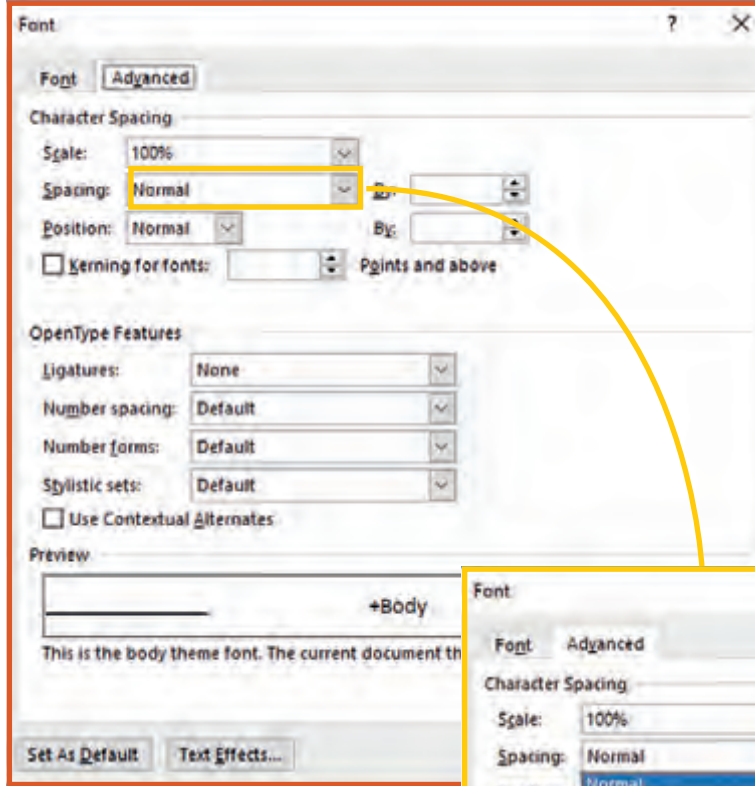 Font ?
Font Advanced
Character Spacing
Scale: 100%
Spacing: Normal By:
Position: Normal By:
Kerning for fonts: Points and above
OpenType Features
Ligatures: None
Number spacing: Default
Number forms: Default
Stylistic sets: Default
Use Contextual Alternates
Preview
+Body
This is the body theme font. The current document th
Set As Default Text Effects...
Font
Font Advanced
Character Spacing
Scale: 100%
Spacing: Normal
Normal